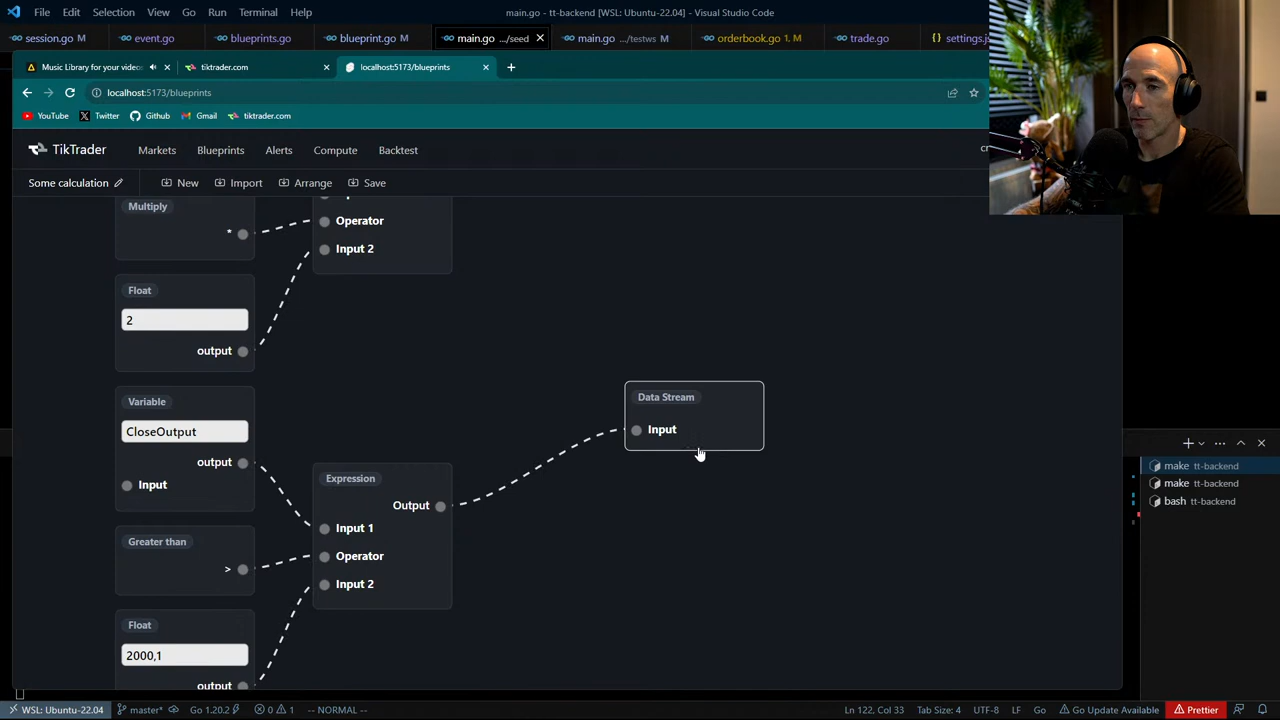 File Edit Selection View Go Run Terminal Help
main.go - tt-backend [WSL: Ubuntu-22.04] - Visual Studio Code
session.go M
event.go
blueprints.go
blueprint.go M
main.go .../seed
main.go .../testws M
orderbook.go 1. M
trade.go
Music Library for your video
tiktrader.com
localhost:5173/blueprints
localhost:5173/blueprints
YouTube Twitter Github Gmail tiktrader.com
TikTrader Markets Blueprints Alerts Compute Backtest
Some calculation New Import Arrange Save
Multiply
*
Operator
Input 2
Float
2
output
Variable
CloseOutput
output
Input
Data Stream
Input
Expression
Output
Input 1
Operator
Input 2
Greater than
>
Float
2000,1
output
make tt-backend
make tt-backend
bash tt-backend
WSL: Ubuntu-22.04 master* Go 1.20.2 0 1 -- NORMAL --
Ln 122, Col 33 Tab Size: 4 UTF-8 LF Go Go Update Available Prettier